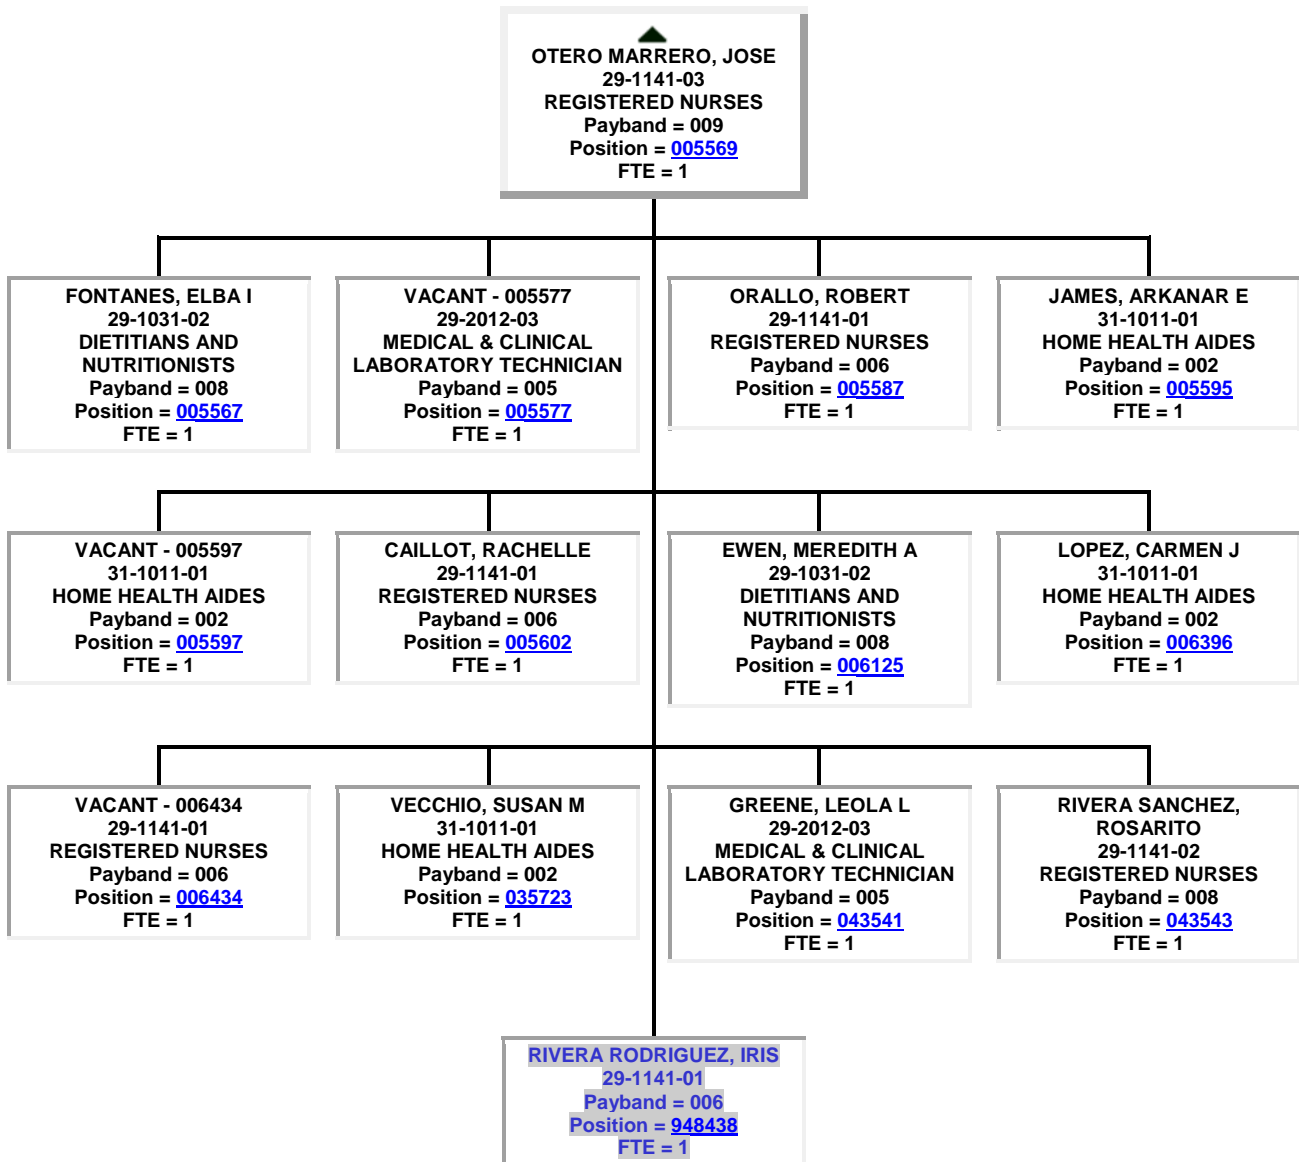 OTERO MARRERO, JOSE
29-1141-03
REGISTERED NURSES
Payband = 009
Position = 005569
FTE = 1
FONTANES, ELBA I
29-1031-02
DIETITIANS AND
NUTRITIONISTS
Payband = 008
Position = 005567
FTE = 1
VACANT - 005577
29-2012-03
MEDICAL & CLINICAL
LABORATORY TECHNICIAN
Payband = 005
Position = 005577
FTE = 1
ORALLO, ROBERT
29-1141-01
REGISTERED NURSES
Payband = 006
Position = 005587
FTE = 1
JAMES, ARKANAR E
31-1011-01
HOME HEALTH AIDES
Payband = 002
Position = 005595
FTE = 1
VACANT - 005597
31-1011-01
HOME HEALTH AIDES
Payband = 002
Position = 005597
FTE = 1
CAILLOT, RACHELLE
29-1141-01
REGISTERED NURSES
Payband = 006
Position = 005602
FTE = 1
EWEN, MEREDITH A
29-1031-02
DIETITIANS AND
NUTRITIONISTS
Payband = 008
Position = 006125
FTE = 1
LOPEZ, CARMEN J
31-1011-01
HOME HEALTH AIDES
Payband = 002
Position = 006396
FTE = 1
VACANT - 006434
29-1141-01
REGISTERED NURSES
Payband = 006
Position = 006434
FTE = 1
VECCHIO, SUSAN M
31-1011-01
HOME HEALTH AIDES
Payband = 002
Position = 035723
FTE = 1
GREENE, LEOLA L
29-2012-03
MEDICAL & CLINICAL
LABORATORY TECHNICIAN
Payband = 005
Position = 043541
FTE = 1
RIVERA SANCHEZ,
ROSARITO
29-1141-02
REGISTERED NURSES
Payband = 008
Position = 043543
FTE = 1
RIVERA RODRIGUEZ, IRIS
29-1141-01
Payband = 006
Position = 948438
FTE = 1